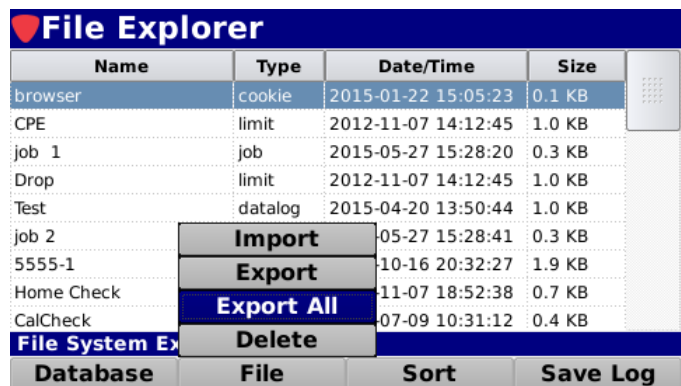 File Explorer
Name Type Date/Time Size
browser cookie 2015-01-22 15:05:23 0.1 KB
CPE limit 2012-11-07 14:12:45 1.0 KB
job 1 job 2015-05-27 15:28:20 0.3 KB
Drop limit 2012-11-07 14:12:45 1.0 KB
Test datalog 2015-04-20 13:50:44 1.0 KB
job 2 Import -05-27 15:28:41 0.3 KB
5555-1 Export -10-16 20:32:27 1.9 KB
Home Check Export All -11-07 18:52:38 0.7 KB
CalCheck -07-09 10:31:12 0.4 KB
File System Ex Delete
Database File Sort Save Log